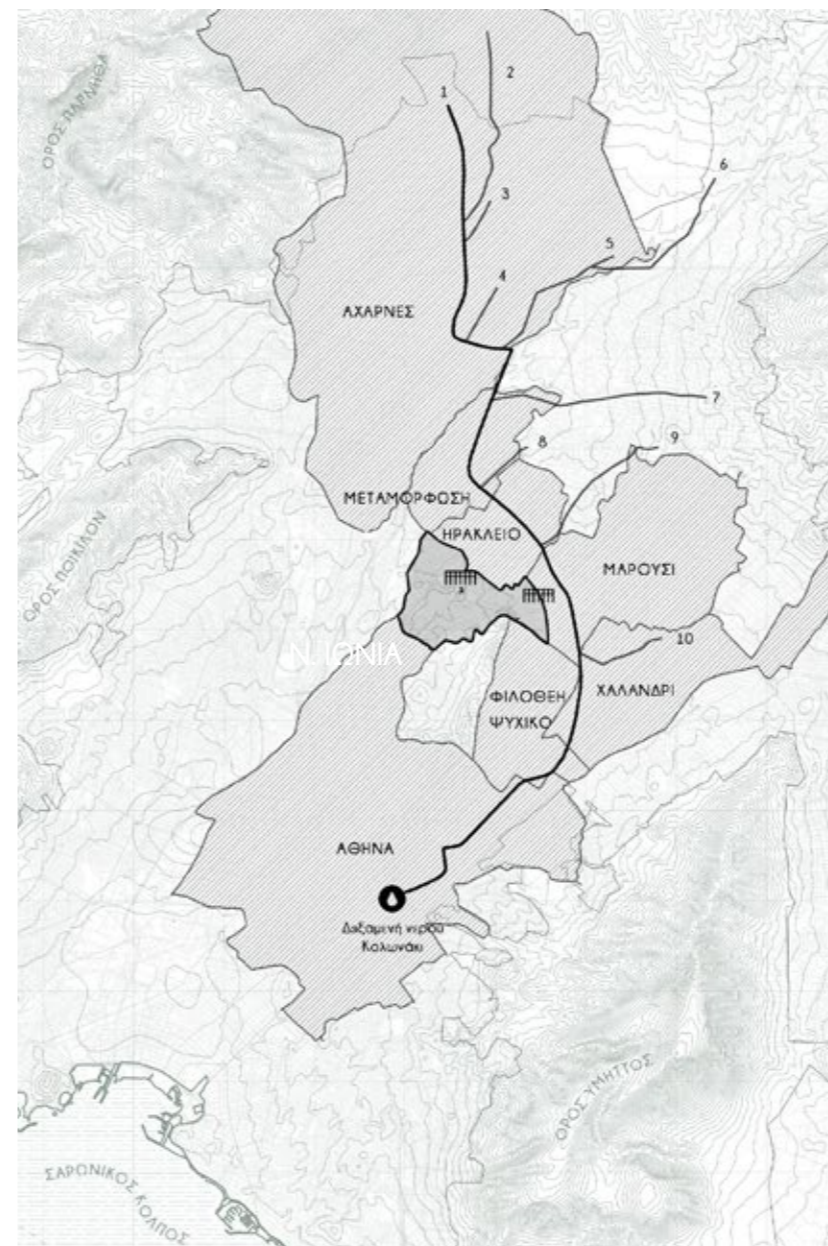 ΟΡΟΣ ΠΑΡΝΗΘΑ
2
1
6
3
5
4
ΑΧΑΡΝΕΣ
7
8
9
ΜΕΤΑΜΟΡΦΩΣΗ
ΗΡΑΚΛΕΙΟ
ΟΡΟΣ ΠΟΙΚΙΛΟΝ
ΜΑΡΟΥΣΙ
10
Ν. ΙΩΝΙΑ
ΦΙΛΟΘΕΗ
ΨΥΧΙΚΟ
ΧΑΛΑΝΔΡΙ
ΑΘΗΝΑ
Δεξαμενή νερού
Κολωνάκι
ΟΡΟΣ ΥΜΗΤΤΟΣ
ΣΑΡΩΝΙΚΟΣ ΚΟΛΠΟΣ